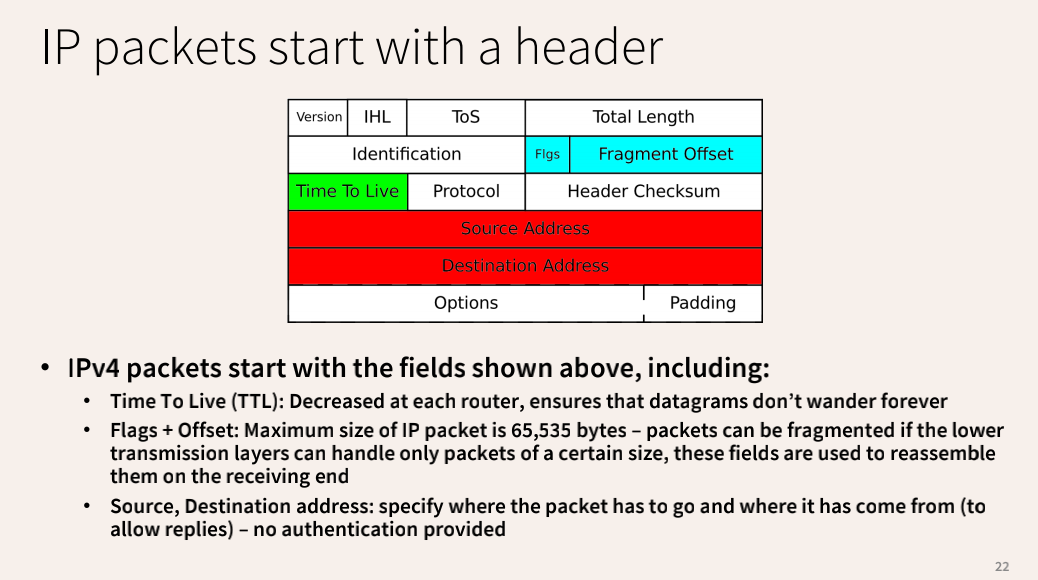 IP packets start with a header
Version IHL ToS Total Length
Identification Flgs Fragment Offset
Time To Live Protocol Header Checksum
Source Address
Destination Address
Options Padding
• IPv4 packets start with the fields shown above, including:
• Time To Live (TTL): Decreased at each router, ensures that datagrams don’t wander forever
• Flags + Offset: Maximum size of IP packet is 65,535 bytes – packets can be fragmented if the lower
transmission layers can handle only packets of a certain size, these fields are used to reassemble
them on the receiving end
• Source, Destination address: specify where the packet has to go and where it has come from (to
allow replies) – no authentication provided
22